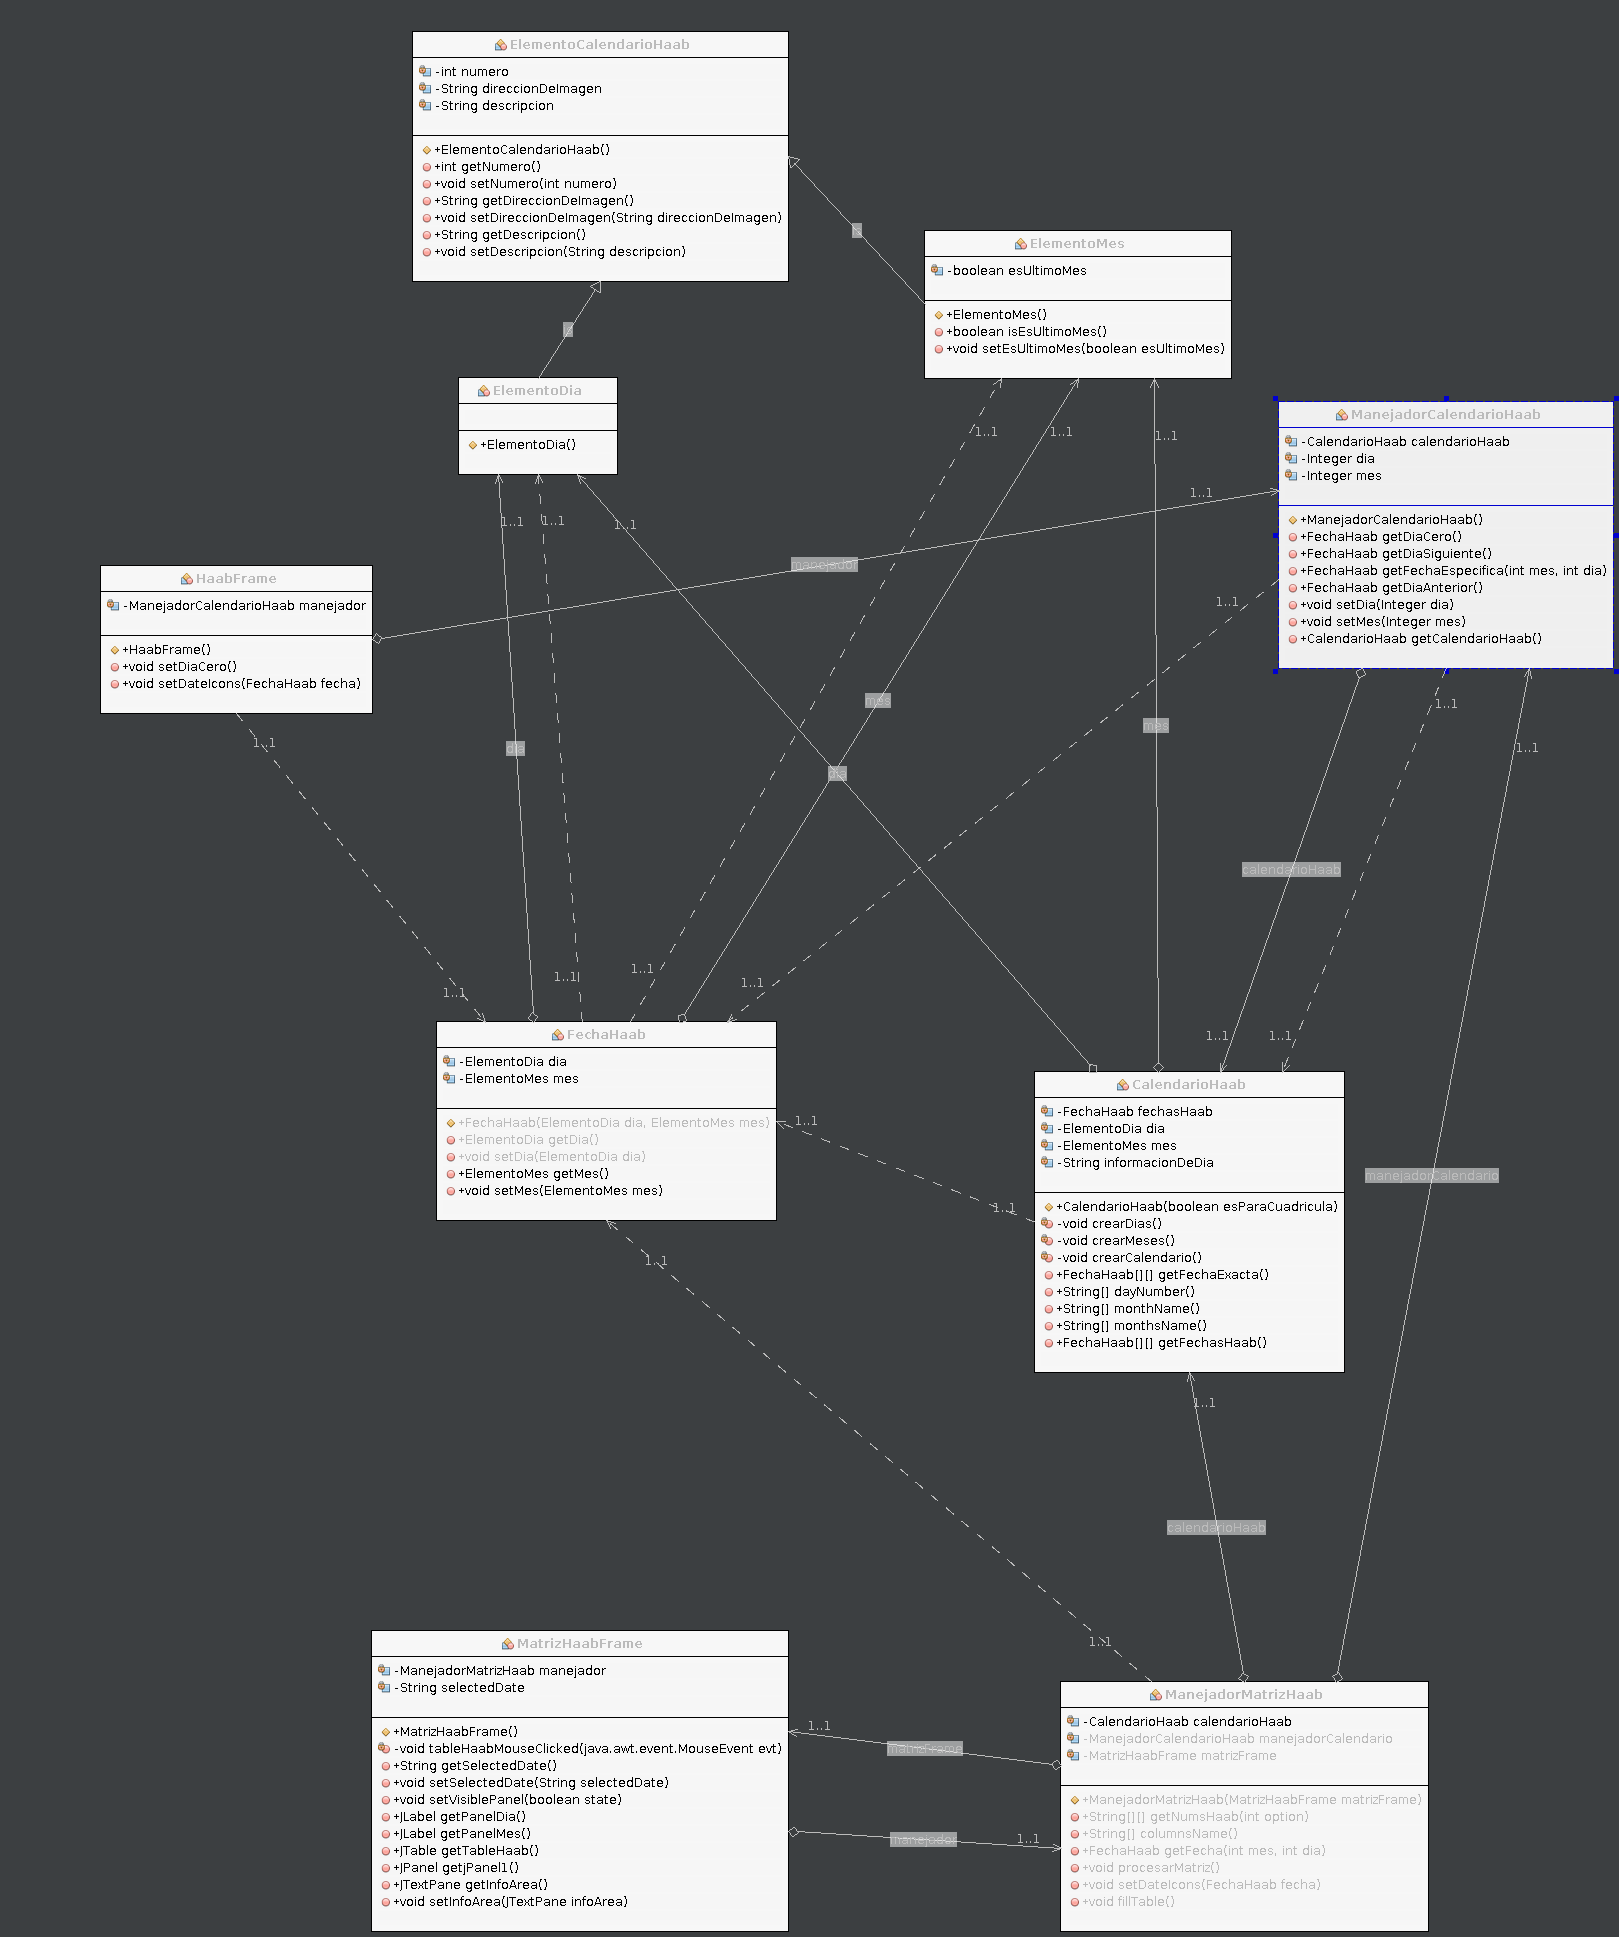 ElementoCalendarioHaab
-int numero
-String direccionDeImagen
-String descripcion
+ElementoCalendarioHaab()
+int getNumero()
+void setNumero(int numero)
+String getDireccionDeImagen()
+void setDireccionDeImagen(String direccionDeImagen)
+String getDescripcion()
+void setDescripcion(String descripcion)
ElementoMes
-boolean esUltimoMes
+ElementoMes()
+boolean isEsUltimoMes()
+void setEsUltimoMes(boolean esUltimoMes)
ElementoDia
+ElementoDia()
ManejadorCalendarioHaab
-CalendarioHaab calendarioHaab
-Integer dia
-Integer mes
+ManejadorCalendarioHaab()
+FechaHaab getDiaCero()
+FechaHaab getDiaSiguiente()
+FechaHaab getFechaEspecifica(int mes, int dia)
+FechaHaab getDiaAnterior()
+void setDia(Integer dia)
+void setMes(Integer mes)
+CalendarioHaab getCalendarioHaab()
1..1
1..1
1..1
1..1
1..1
1..1
1..1
manejador
HaabFrame
-ManejadorCalendarioHaab manejador
+HaabFrame()
+void setDiaCero()
+void setDateIcons(FechaHaab fecha)
1..1
mes
1..1
1..1
mes
dia
1..1
dia
calendarioHaab
1..1
1..1
1..1
1..1
1..1
1..1
FechaHaab
-ElementoDia dia
-ElementoMes mes
+FechaHaab(ElementoDia dia, ElementoMes mes)
+ElementoDia getDia()
+void setDia(ElementoDia dia)
+ElementoMes getMes()
+void setMes(ElementoMes mes)
CalendarioHaab
-FechaHaab fechasHaab
-ElementoDia dia
-ElementoMes mes
-String informacionDeDia
+CalendarioHaab(boolean esParaCuadricula)
-void crearDias()
-void crearMeses()
-void crearCalendario()
+FechaHaab[][] getFechaExacta()
+String[] dayNumber()
+String[] monthName()
+String[] monthsName()
+FechaHaab[][] getFechasHaab()
1..1
1..1
manejadorCalendario
1..1
1..1
calendarioHaab
1..1
MatrizHaabFrame
-ManejadorMatrizHaab manejador
-String selectedDate
+MatrizHaabFrame()
-void tableHaabMouseClicked(java.awt.event.MouseEvent evt)
+String getSelectedDate()
+void setSelectedDate(String selectedDate)
+void setVisiblePanel(boolean state)
+JLabel getPanelDia()
+JLabel getPanelMes()
+JTable getTableHaab()
+JPanel getjPanel1()
+JTextPane getInfoArea()
+void setInfoArea(JTextPane infoArea)
1..1
matrizFrame
manejador
1..1
ManejadorMatrizHaab
-CalendarioHaab calendarioHaab
-ManejadorCalendarioHaab manejadorCalendario
-MatrizHaabFrame matrizFrame
+ManejadorMatrizHaab(MatrizHaabFrame matrizFrame)
+String[][] getNumsHaab(int option)
+String[] columnsName()
+FechaHaab getFecha(int mes, int dia)
+void procesarMatriz()
+void setDateIcons(FechaHaab fecha)
+void fillTable()